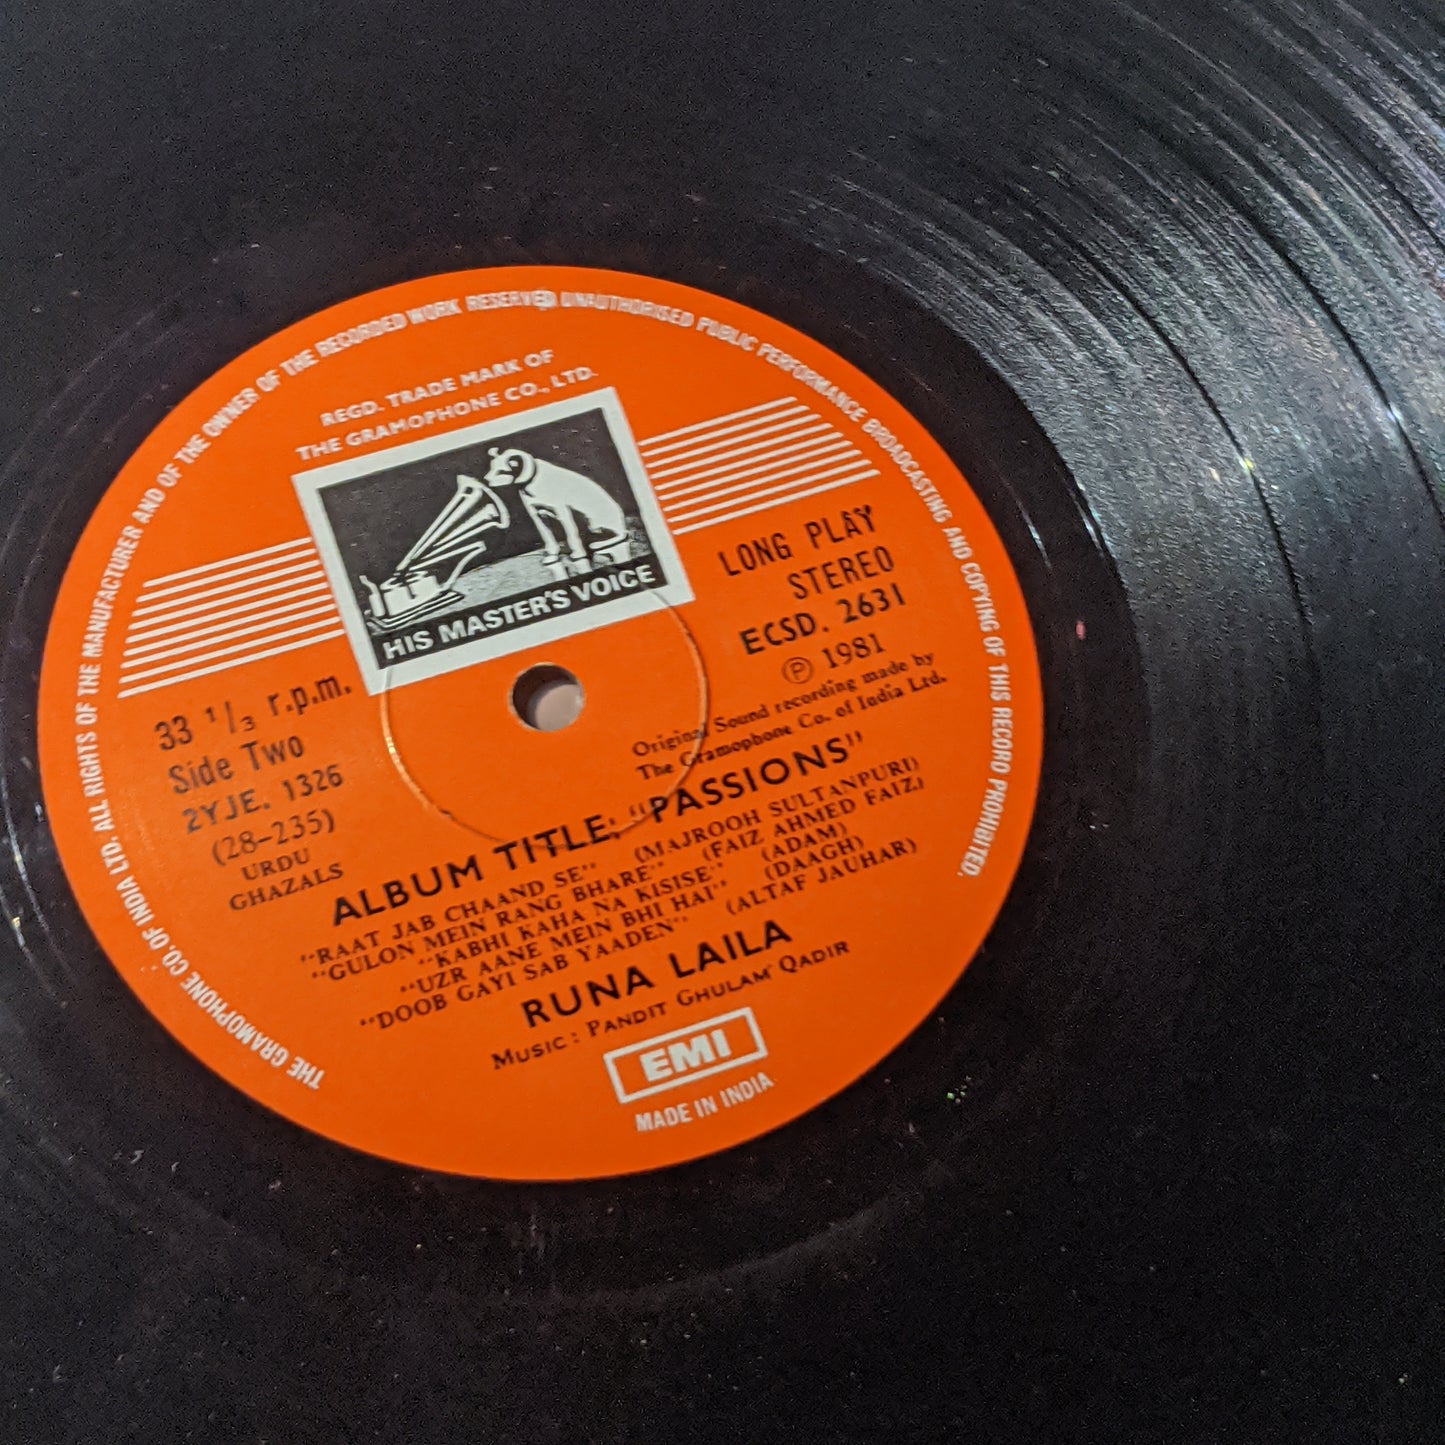 THE GRAMOPHONE CO. OF INDIA LTD. ALL RIGHTS OF THE MANUFACTURER AND OF THE OWNER OF THE RECORDED WORK RESERVED UNAUTHORISED PUBLIC PERFORMANCE BROADCASTING AND COPYING OF THIS RECORD PROHIBITED.
REGD. TRADE MARK OF
THE GRAMOPHONE CO., LTD.
HIS MASTER'S VOICE
LONG PLAY
STEREO
ECSD. 2631
℗ 1981
Original Sound recording made by
The Gramophone Co. of India Ltd.
33 1/3 r.p.m.
Side Two
2YJE. 1326
(28-235)
URDU
GHAZALS
ALBUM TITLE: "PASSIONS"
"RAAT JAB CHAAND SE" (MAJROOH SULTANPURI)
"GULON MEIN RANG BHARE" (FAIZ AHMED FAIZ)
"KABHI KAHA NA KISISE" (ADAM)
"UZR AANE MEIN BHI HAI" (DAAGH)
"DOOB GAYI SAB YAADEN" (ALTAF JAUHAR)
RUNA LAILA
MUSIC: PANDIT GHULAM QADIR
EMI
MADE IN INDIA